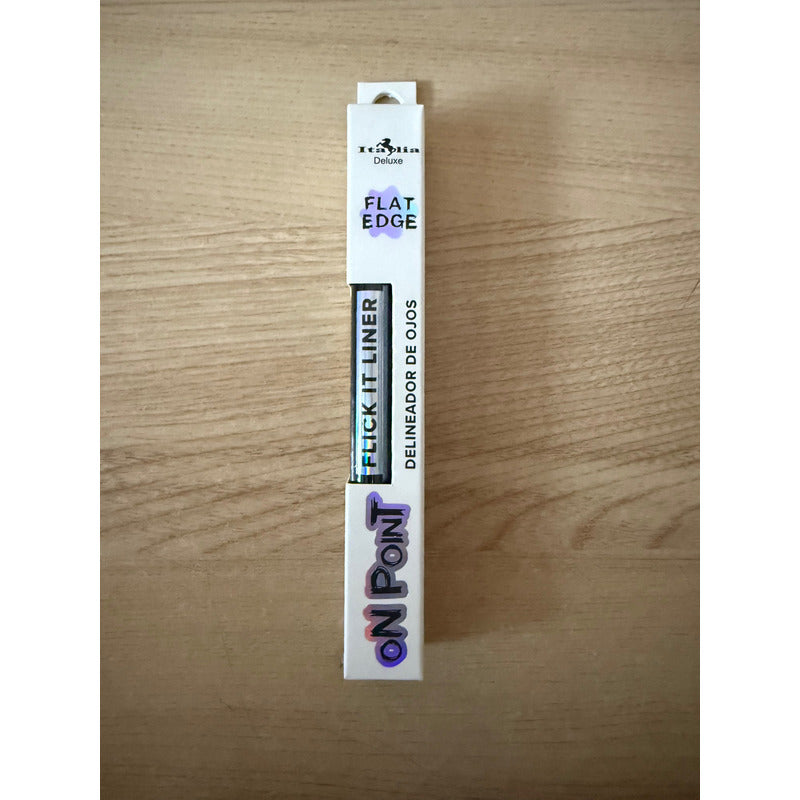 Italia
Deluxe
FLAT
EDGE
FLICK IT LINER
DELINEADOR DE OJOS
oN POINT